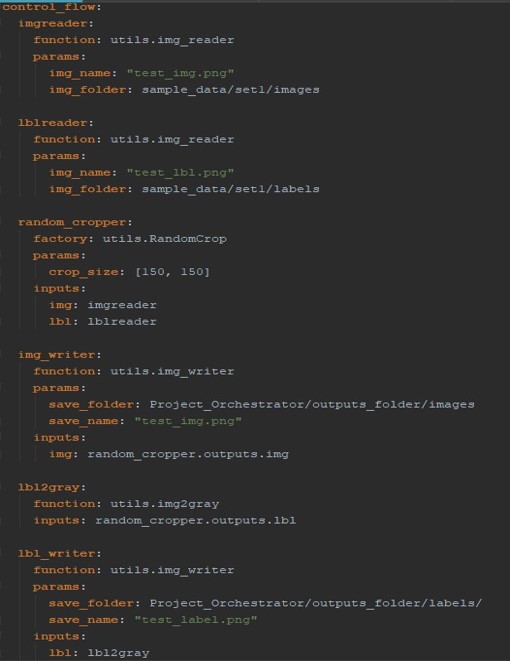 control_flow:
  imgreader:
    function: utils.img_reader
    params:
      img_name: "test_img.png"
      img_folder: sample_data/set1/images

  lblreader:
    function: utils.img_reader
    params:
      img_name: "test_lbl.png"
      img_folder: sample_data/set1/labels

  random_cropper:
    factory: utils.RandomCrop
    params:
      crop_size: [150, 150]
    inputs:
      img: imgreader
      lbl: lblreader

  img_writer:
    function: utils.img_writer
    params:
      save_folder: Project_Orchestrator/outputs_folder/images
      save_name: "test_img.png"
    inputs:
      img: random_cropper.outputs.img

  lbl2gray:
    function: utils.img2gray
    inputs: random_cropper.outputs.lbl

  lbl_writer:
    function: utils.img_writer
    params:
      save_folder: Project_Orchestrator/outputs_folder/labels/
      save_name: "test_label.png"
    inputs:
      lbl: lbl2gray